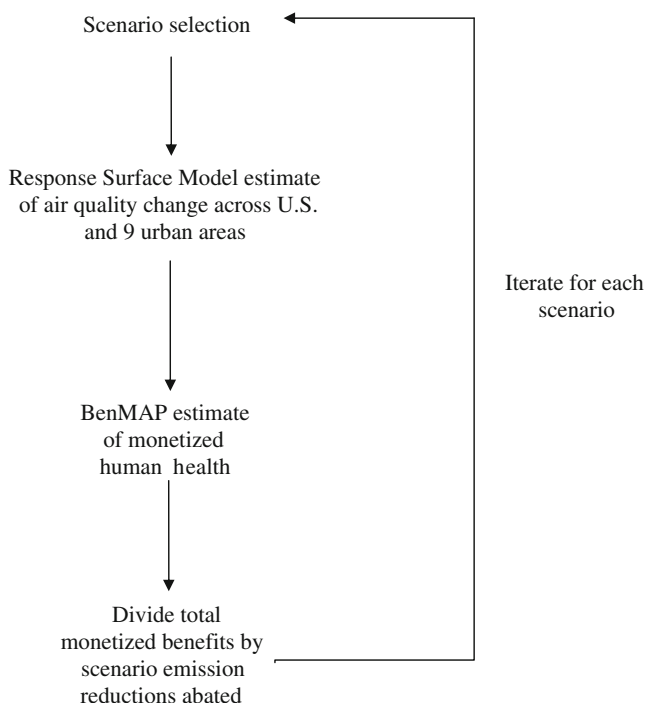 Scenario selection
Response Surface Model estimate
of air quality change across U.S.
and 9 urban areas
Iterate for each
scenario
BenMAP estimate
of monetized
human health
Divide total
monetized benefits by
scenario emission
reductions abated